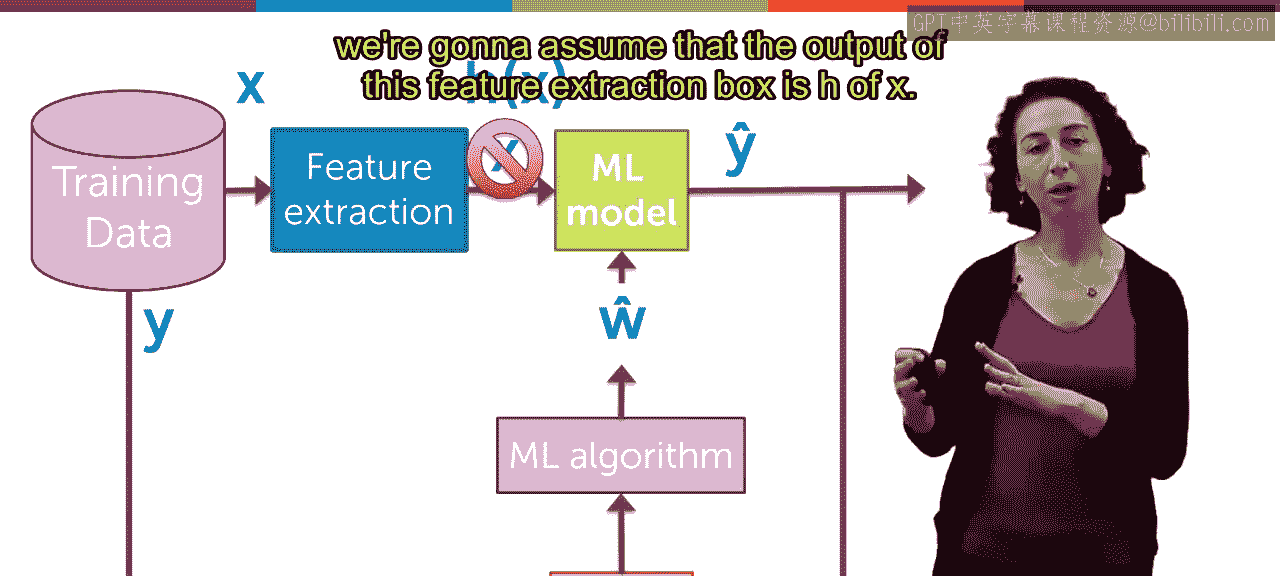 GPT中英字幕课程资源@bilibili.com
we're gonna assume that the output of
this feature extraction box is h of x.
x
h(x)
Training
Data
Feature
extraction
x
ML
model
ŷ
y
ŵ
ML algorithm